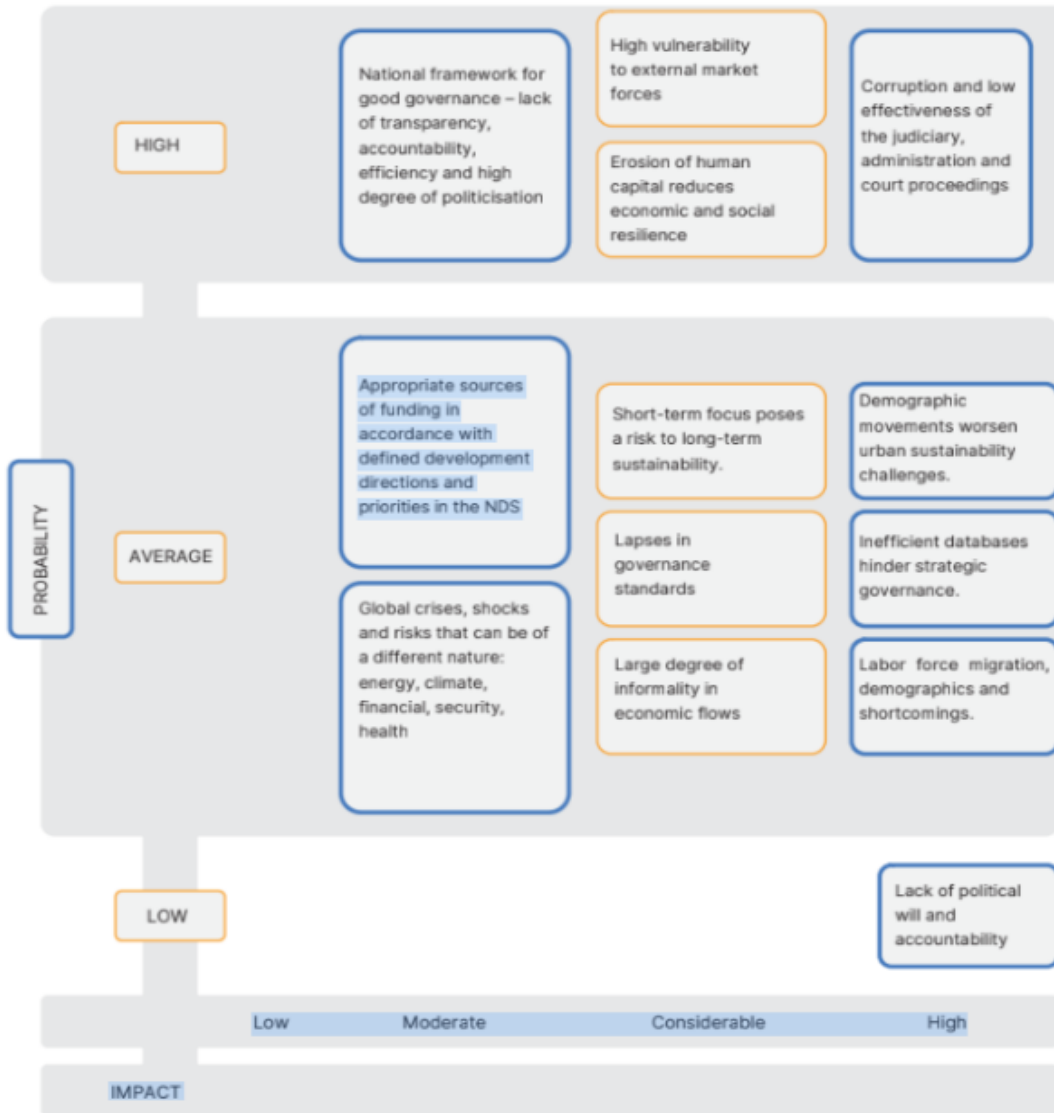 HIGH
National framework for
good governance – lack
of transparency,
accountability,
efficiency and high
degree of politicisation
High vulnerability
to external market
forces
Erosion of human
capital reduces
economic and social
resilience
Corruption and low
effectiveness of
the judiciary,
administration and
court proceedings
PROBABILITY
AVERAGE
Appropriate sources
of funding in
accordance with
defined development
directions and
priorities in the NDS
Global crises, shocks
and risks that can be of
a different nature:
energy, climate,
financial, security,
health
Short-term focus poses
a risk to long-term
sustainability.
Lapses in
governance
standards
Large degree of
informality in
economic flows
Demographic
movements worsen
urban sustainability
challenges.
Inefficient databases
hinder strategic
governance.
Labor force migration,
demographics and
shortcomings.
LOW
Lack of political
will and
accountability
Low Moderate Considerable High
IMPACT